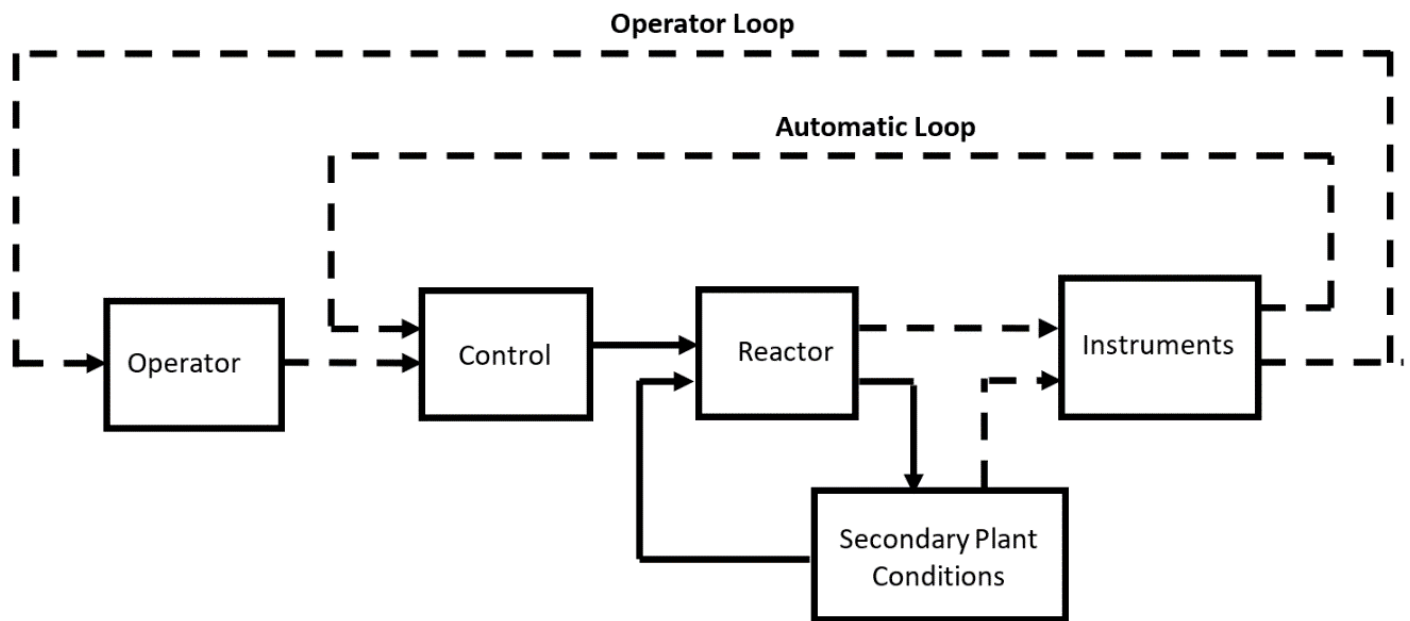 Operator Loop
Automatic Loop
Operator
Control
Reactor
Instruments
Secondary Plant
Conditions